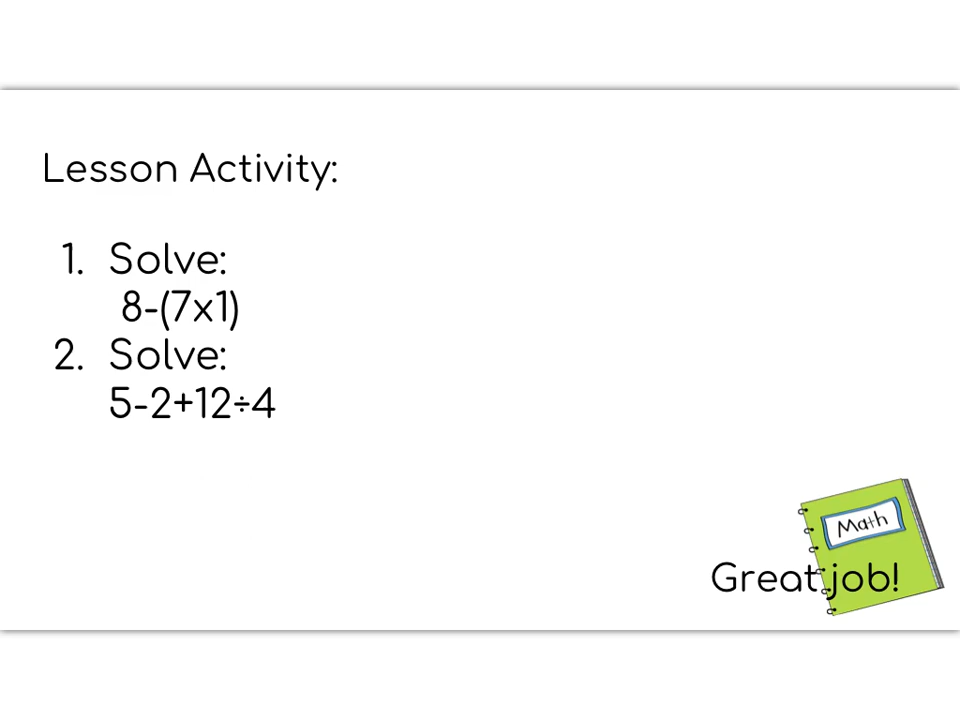 Lesson Activity:
1. Solve:
8-(7x1)
2. Solve:
5-2+12÷4
Math
Great job!